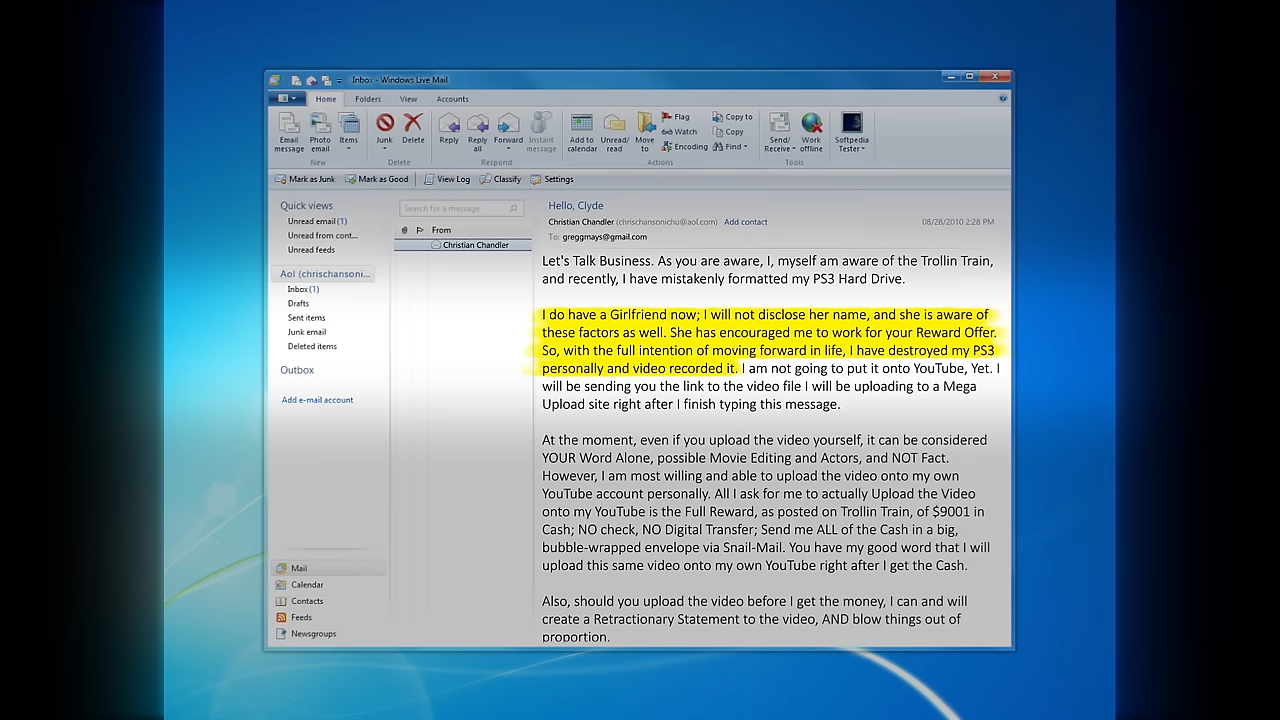 Inbox - Windows Live Mail
Home Folders View Accounts
Email message
Photo email
Items
New
Junk
Delete
Delete
Reply
Reply all
Forward
Instant message
Respond
Add to calendar
Unread/ read
Move to
Flag
Watch
Encoding
Copy to
Copy
Find
Actions
Send/ Receive
Work offline
Tools
Softpedia Tester
Mark as Junk Mark as Good View Log Classify Settings
Quick views
Unread email (1)
Unread from cont...
Unread feeds
Aol (chrischansoni...
Inbox (1)
Drafts
Sent items
Junk email
Deleted items
Outbox
Add e-mail account
Mail
Calendar
Contacts
Feeds
Newsgroups
Search for a message
From
Christian Chandler
Hello, Clyde
Christian Chandler (chrischansonichu@aol.com) Add contact 08/28/2010 2:28 PM
To: greggmays@gmail.com
Let's Talk Business. As you are aware, I, myself am aware of the Trollin Train,
and recently, I have mistakenly formatted my PS3 Hard Drive.
I do have a Girlfriend now; I will not disclose her name, and she is aware of
these factors as well. She has encouraged me to work for your Reward Offer.
So, with the full intention of moving forward in life, I have destroyed my PS3
personally and video recorded it. I am not going to put it onto YouTube, Yet. I
will be sending you the link to the video file I will be uploading to a Mega
Upload site right after I finish typing this message.
At the moment, even if you upload the video yourself, it can be considered
YOUR Word Alone, possible Movie Editing and Actors, and NOT Fact.
However, I am most willing and able to upload the video onto my own
YouTube account personally. All I ask for me to actually Upload the Video
onto my YouTube is the Full Reward, as posted on Trollin Train, of $9001 in
Cash; NO check, NO Digital Transfer; Send me ALL of the Cash in a big,
bubble-wrapped envelope via Snail-Mail. You have my good word that I will
upload this same video onto my own YouTube right after I get the Cash.
Also, should you upload the video before I get the money, I can and will
create a Retractionary Statement to the video, AND blow things out of
proportion.